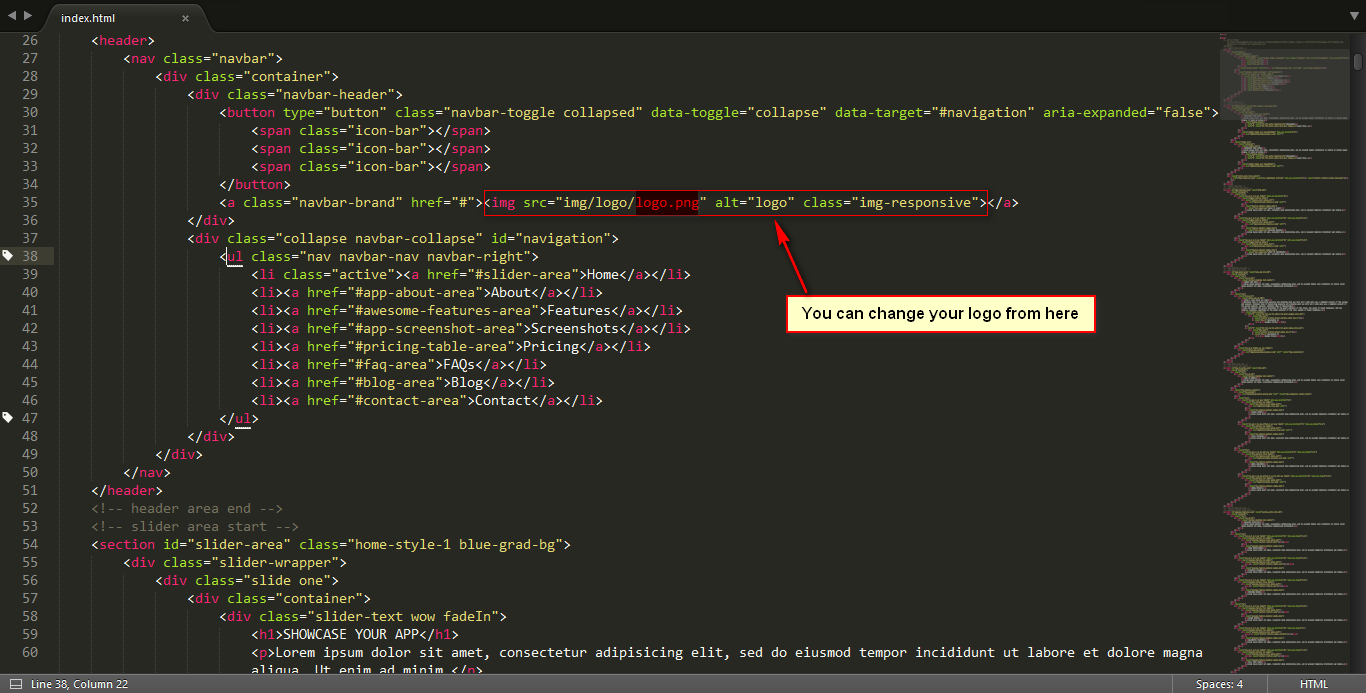 index.html ×
26 <header>
27 <nav class="navbar">
28 <div class="container">
29 <div class="navbar-header">
30 <button type="button" class="navbar-toggle collapsed" data-toggle="collapse" data-target="#navigation" aria-expanded="false">
31 <span class="icon-bar"></span>
32 <span class="icon-bar"></span>
33 <span class="icon-bar"></span>
34 </button>
35 <a class="navbar-brand" href="#"><img src="img/logo/logo.png" alt="logo" class="img-responsive"></a>
36 </div>
37 <div class="collapse navbar-collapse" id="navigation">
38 <ul class="nav navbar-nav navbar-right">
39 <li class="active"><a href="#slider-area">Home</a></li>
40 <li><a href="#app-about-area">About</a></li>
41 <li><a href="#awesome-features-area">Features</a></li>
42 <li><a href="#app-screenshot-area">Screenshots</a></li>
43 <li><a href="#pricing-table-area">Pricing</a></li>
44 <li><a href="#faq-area">FAQs</a></li>
45 <li><a href="#blog-area">Blog</a></li>
46 <li><a href="#contact-area">Contact</a></li>
47 </ul>
48 </div>
49 </div>
50 </nav>
51 </header>
52 <!-- header area end -->
53 <!-- slider area start -->
54 <section id="slider-area" class="home-style-1 blue-grad-bg">
55 <div class="slider-wrapper">
56 <div class="slide one">
57 <div class="container">
58 <div class="slider-text wow fadeIn">
59 <h1>SHOWCASE YOUR APP</h1>
60 <p>Lorem ipsum dolor sit amet, consectetur adipisicing elit, sed do eiusmod tempor incididunt ut labore et dolore magna
aliqua. Ut enim ad minim.</p>
You can change your logo from here
Line 38, Column 22
Spaces: 4
HTML